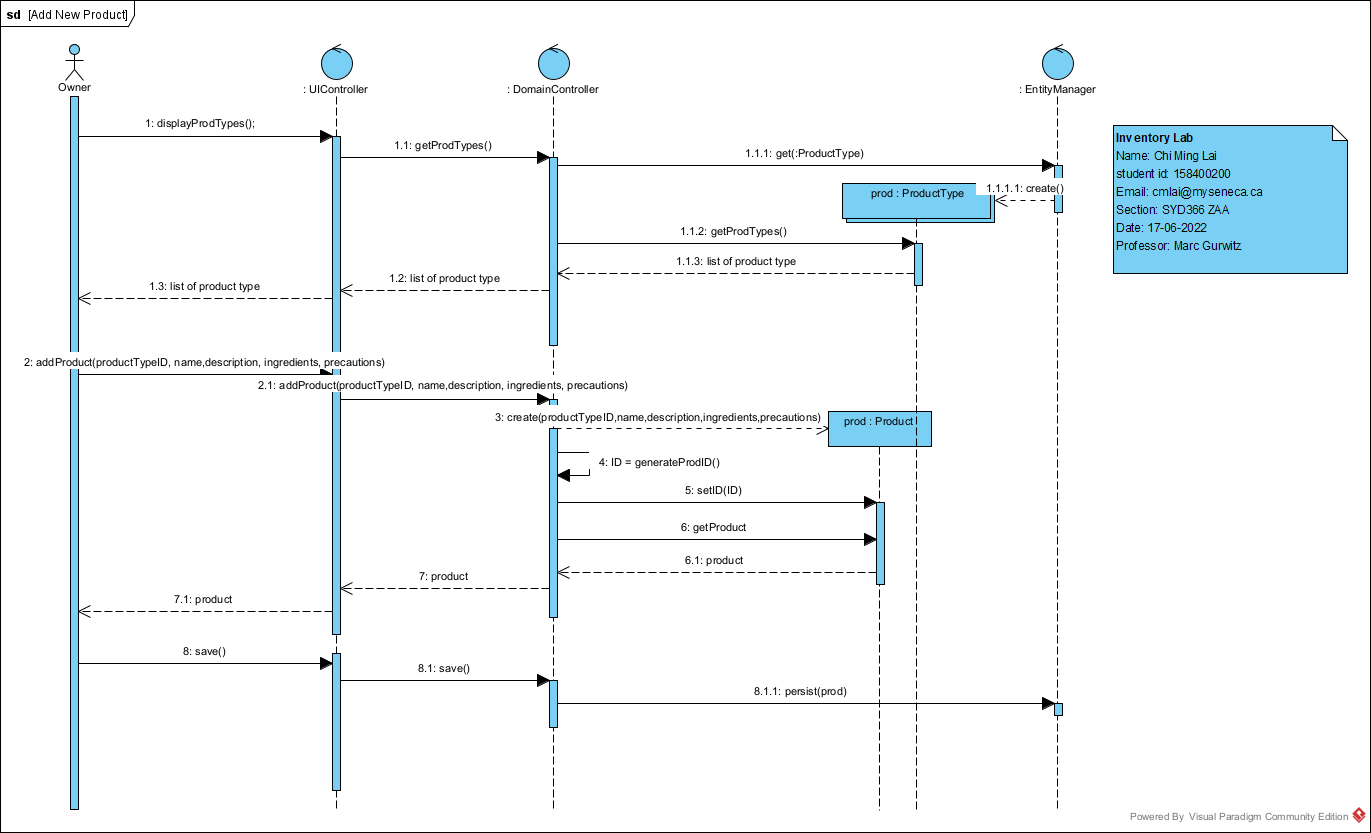 sd [Add New Product]
Owner
: UIController
: DomainController
: EntityManager
1: displayProdTypes();
1.1: getProdTypes()
1.1.1: get(:ProductType)
1.1.1.1: create()
prod : ProductType
1.1.2: getProdTypes()
1.1.3: list of product type
1.2: list of product type
1.3: list of product type
Inventory Lab
Name: Chi Ming Lai
student id: 158400200
Email: cmlai@myseneca.ca
Section: SYD366 ZAA
Date: 17-06-2022
Professor: Marc Gurwitz
2: addProduct(productTypeID, name,description, ingredients, precautions)
2.1: addProduct(productTypeID, name,description, ingredients, precautions)
3: create(productTypeID,name,description,ingredients,precautions)
prod : Product
4: ID = generateProdID()
5: setID(ID)
6: getProduct
6.1: product
7: product
7.1: product
8: save()
8.1: save()
8.1.1: persist(prod)
Powered By Visual Paradigm Community Edition